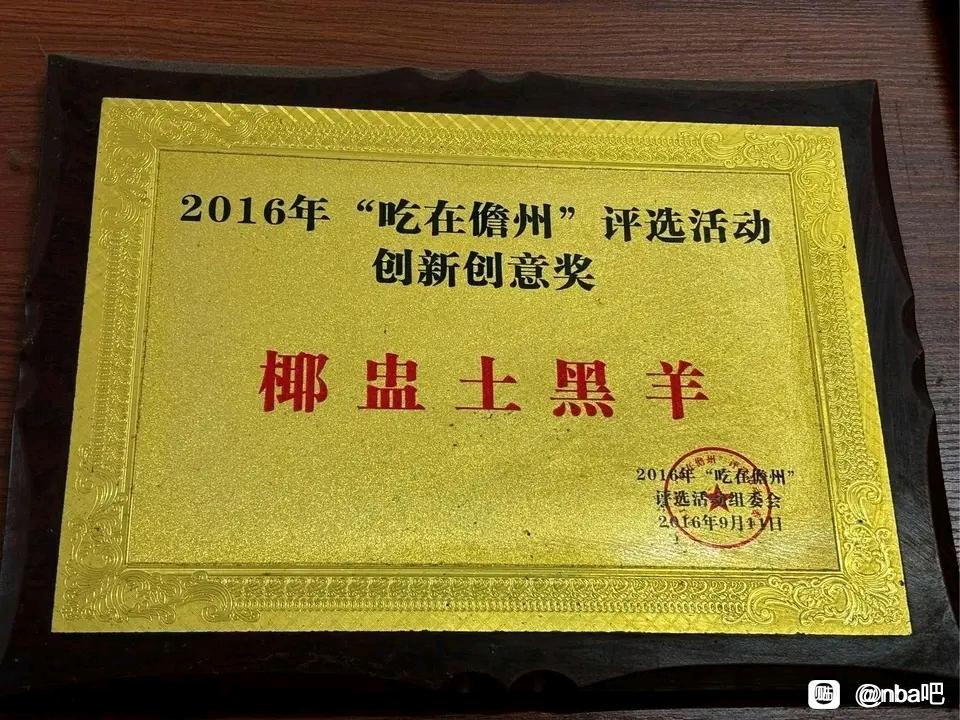 2016年“吃在儋州”评选活动
创新创意奖
椰盅土黑羊
2016年“吃在儋州”
评选活动组委会
2016年9月11日
@nba吧